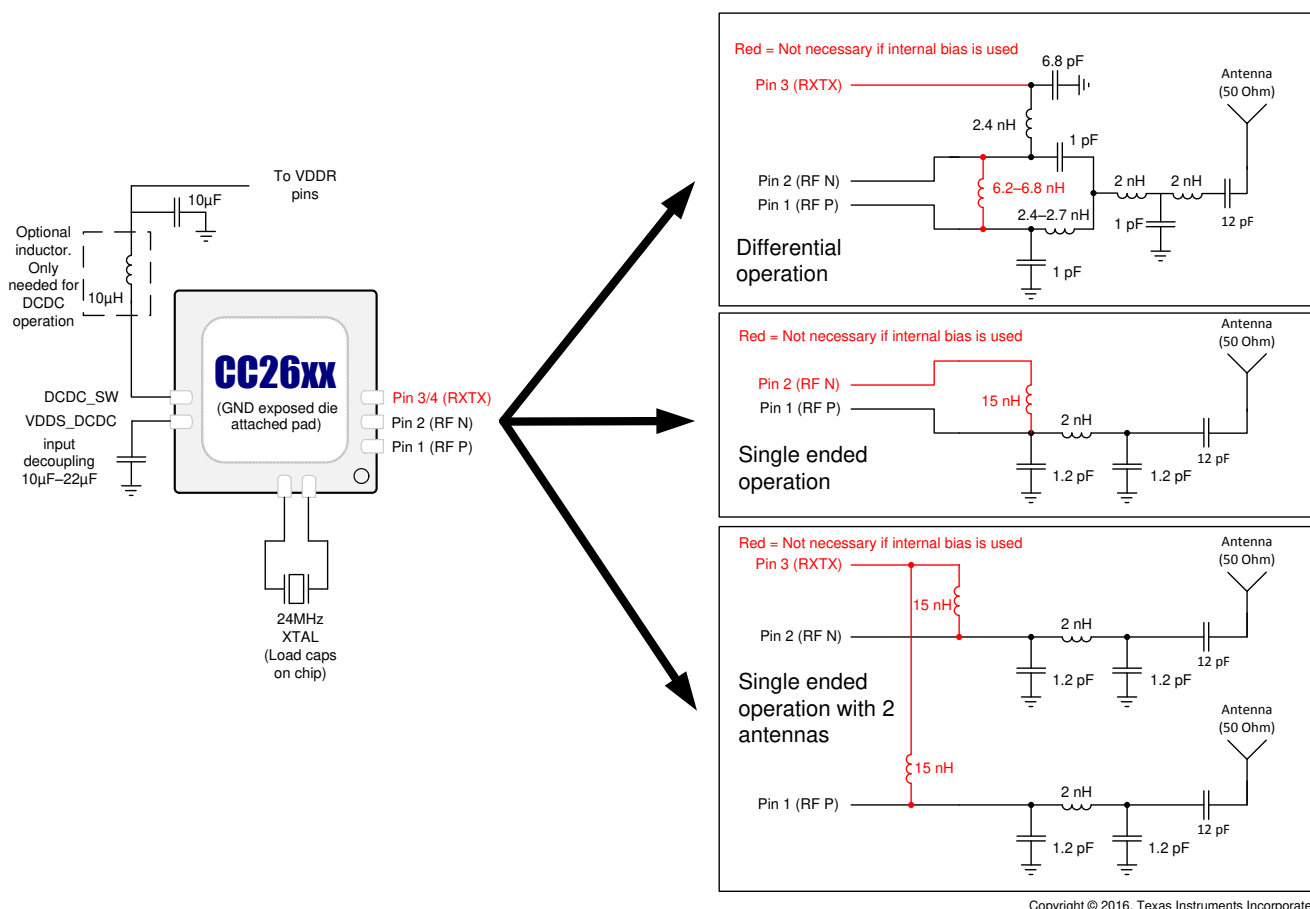 To VDDR
pins
10µF
Optional
inductor.
Only
needed for
DCDC
operation
10µH
CC26xx
(GND exposed die
attached pad)
DCDC_SW
VDDS_DCDC
input
decoupling
10µF–22µF
Pin 3/4 (RXTX)
Pin 2 (RF N)
Pin 1 (RF P)
24MHz
XTAL
(Load caps
on chip)
Red = Not necessary if internal bias is used
6.8 pF
Antenna
(50 Ohm)
Pin 3 (RXTX)
2.4 nH
1 pF
Pin 2 (RF N)
6.2–6.8 nH
2 nH
2 nH
Pin 1 (RF P)
2.4–2.7 nH
1 pF
12 pF
Differential
operation
1 pF
Red = Not necessary if internal bias is used
Antenna
(50 Ohm)
Pin 2 (RF N)
15 nH
Pin 1 (RF P)
2 nH
12 pF
Single ended
operation
1.2 pF
1.2 pF
Red = Not necessary if internal bias is used
Antenna
(50 Ohm)
Pin 3 (RXTX)
15 nH
2 nH
Pin 2 (RF N)
12 pF
1.2 pF
1.2 pF
Single ended
operation with 2
antennas
Antenna
(50 Ohm)
15 nH
2 nH
Pin 1 (RF P)
12 pF
1.2 pF
1.2 pF
Copyright © 2016, Texas Instruments Incorporate